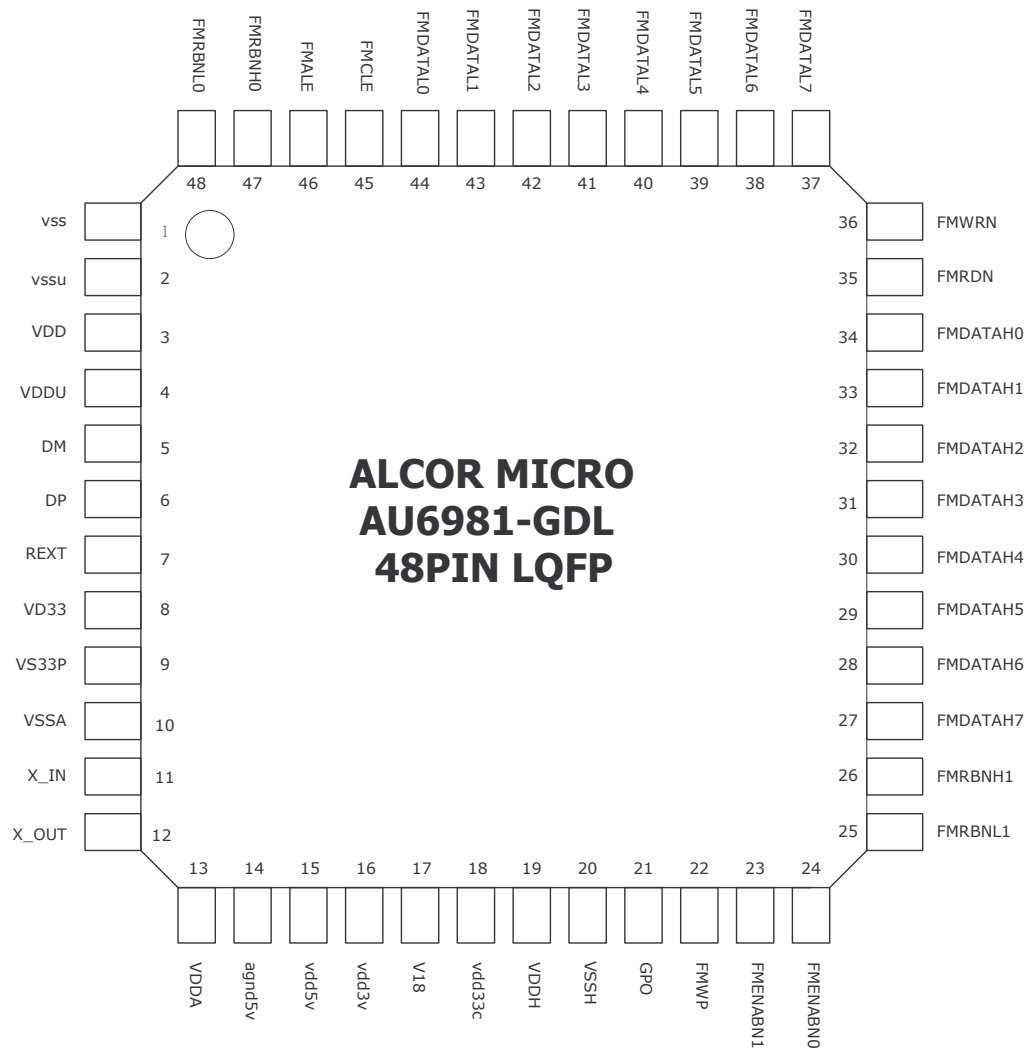 FMRBNL0
FMRBNH0
FMALE
FMCLE
FMDATAL0
FMDATAL1
FMDATAL2
FMDATAL3
FMDATAL4
FMDATAL5
FMDATAL6
FMDATAL7
48 47 46 45 44 43 42 41 40 39 38 37
vss 1
vssu 2
VDD 3
VDDU 4
DM 5
DP 6
REXT 7
VD33 8
VS33P 9
VSSA 10
X_IN 11
X_OUT 12
ALCOR MICRO
AU6981-GDL
48PIN LQFP
36 FMWRN
35 FMRDN
34 FMDATAH0
33 FMDATAH1
32 FMDATAH2
31 FMDATAH3
30 FMDATAH4
29 FMDATAH5
28 FMDATAH6
27 FMDATAH7
26 FMRBNH1
25 FMRBNL1
13 14 15 16 17 18 19 20 21 22 23 24
VDDA
agnd5v
vdd5v
vdd3v
V18
vdd33c
VDDH
VSSH
GPO
FMWP
FMENABN1
FMENABN0